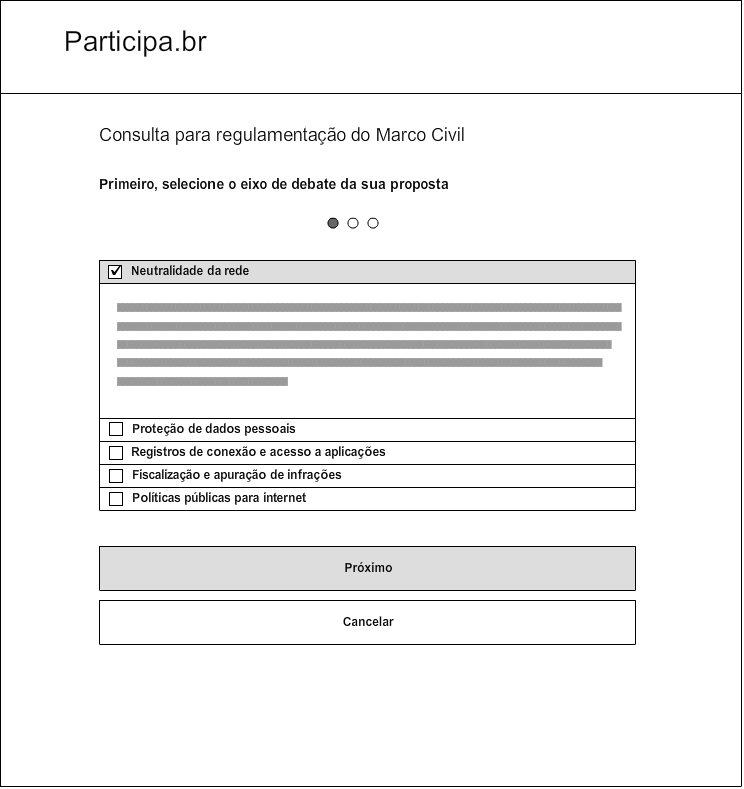 Participa.br
Consulta para regulamentação do Marco Civil
Primeiro, selecione o eixo de debate da sua proposta
Neutralidade da rede
Proteção de dados pessoais
Registros de conexão e acesso a aplicações
Fiscalização e apuração de infrações
Políticas públicas para internet
Próximo
Cancelar